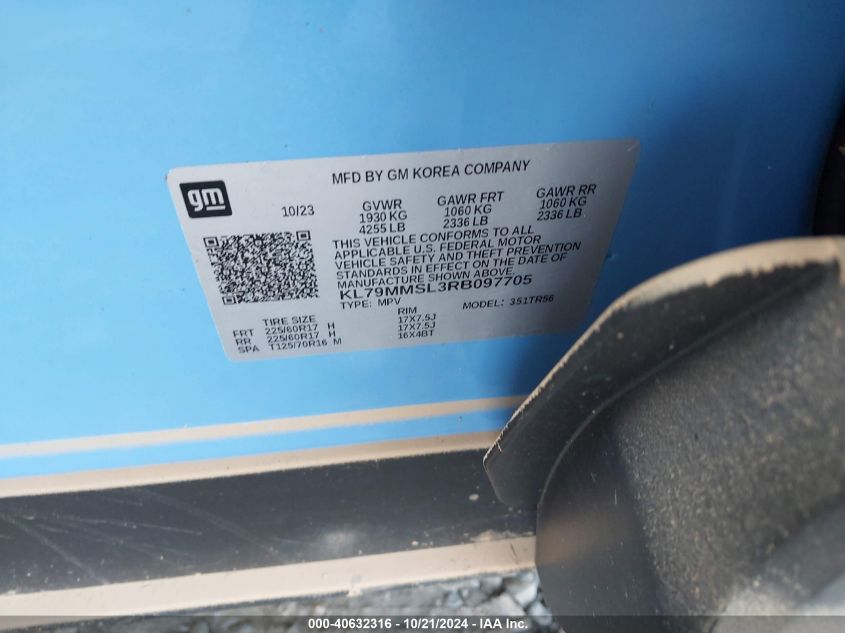 MFD BY GM KOREA COMPANY
gm
10/23
GVWR GAWR FRT GAWR RR
1930 KG 1060 KG 1060 KG
4255 LB 2336 LB 2336 LB
THIS VEHICLE CONFORMS TO ALL
APPLICABLE U.S. FEDERAL MOTOR
VEHICLE SAFETY AND THEFT PREVENTION
STANDARDS IN EFFECT ON THE DATE OF
MANUFACTURE SHOWN ABOVE.
KL79MMSL3RB097705
TYPE: MPV MODEL: 351TR56
TIRE SIZE RIM
FRT 225/60R17 H 17X7.5J
RR 225/60R17 H 17X7.5J
SPA T125/70R16 M 16X4BT
000-40632316 - 10/21/2024 - IAA Inc.